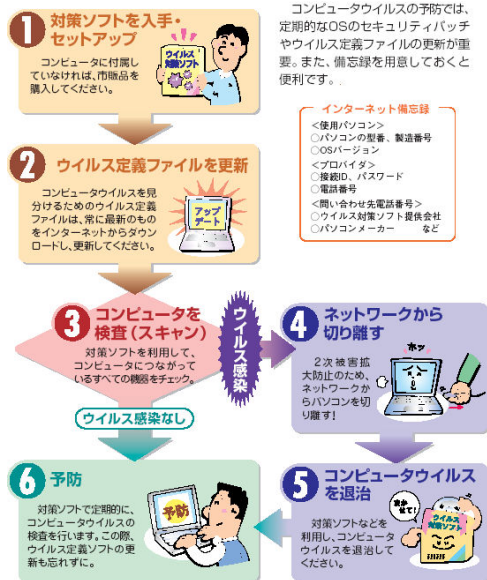 1 対策ソフトを入手・
セットアップ
コンピュータに付属し
ていなければ、市販品を
購入してください。
ウイルス
対策ソフト
コンピュータウイルスの予防では、
定期的なOSのセキュリティパッチ
やウイルス定義ファイルの更新が重
要。また、備忘録を用意しておくと
便利です。
インターネット備忘録
<使用パソコン>
○パソコンの型番、製造番号
○OSバージョン
<プロバイダ>
○接続ID、パスワード
○電話番号
<問い合わせ先電話番号>
○ウイルス対策ソフト提供会社
○パソコンメーカー など
2 ウイルス定義ファイルを更新
コンピュータウイルスを見
分けるためのウイルス定義
ファイルは、常に最新のもの
をインターネットからダウン
ロードし、更新してください。
アップ
デート
3 コンピュータを
検査(スキャン)
対策ソフトを利用して、
コンピュータにつながって
いるすべての機器をチェック。
ウイルス感染
ウイルス感染なし
4 ネットワークから
切り離す
2次被害拡
大防止のため、
ネットワークか
らパソコンを切
り離す!
ホッ
5 コンピュータウイルス
を退治
対策ソフトなどを
利用し、コンピュータ
ウイルスを退治して
ください。
まか
せて!
ウイルス
対策ソフト
6 予防
対策ソフトで定期的に、
コンピュータウイルスの
検査を行います。この際、
ウイルス定義ソフトの更
新も忘れずに。
予防